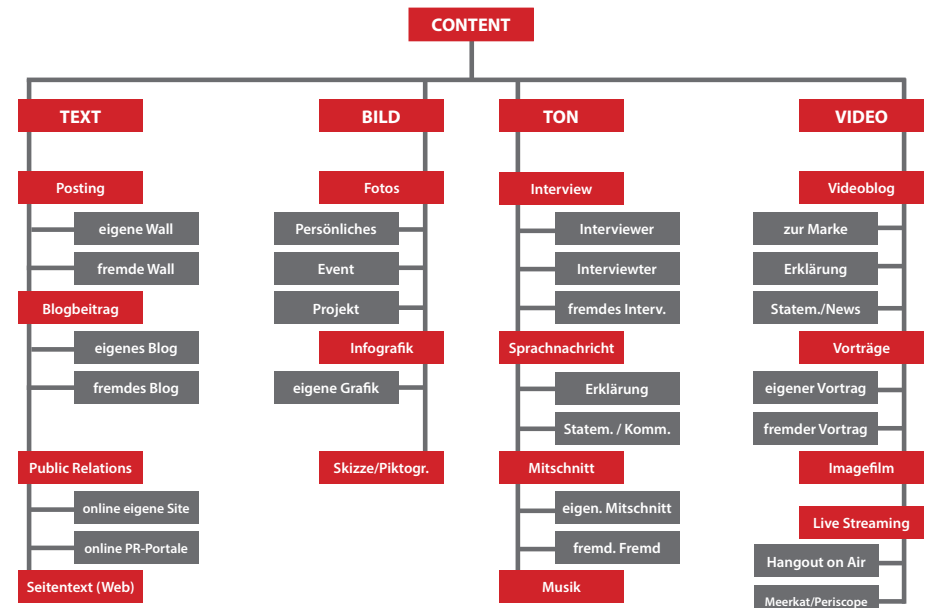 CONTENT
TEXT
Posting
eigene Wall
fremde Wall
Blogbeitrag
eigenes Blog
fremdes Blog
Public Relations
online eigene Site
online PR-Portale
Seitentext (Web)
BILD
Fotos
Persönliches
Event
Projekt
Infografik
eigene Grafik
Skizze/Piktogr.
TON
Interview
Interviewer
Interviewter
fremdes Interv.
Sprachnachricht
Erklärung
Statem. / Komm.
Mitschnitt
eigen. Mitschnitt
fremd. Fremd
Musik
VIDEO
Videoblog
zur Marke
Erklärung
Statem./News
Vorträge
eigener Vortrag
fremder Vortrag
Imagefilm
Live Streaming
Hangout on Air
Meerkat/Periscope